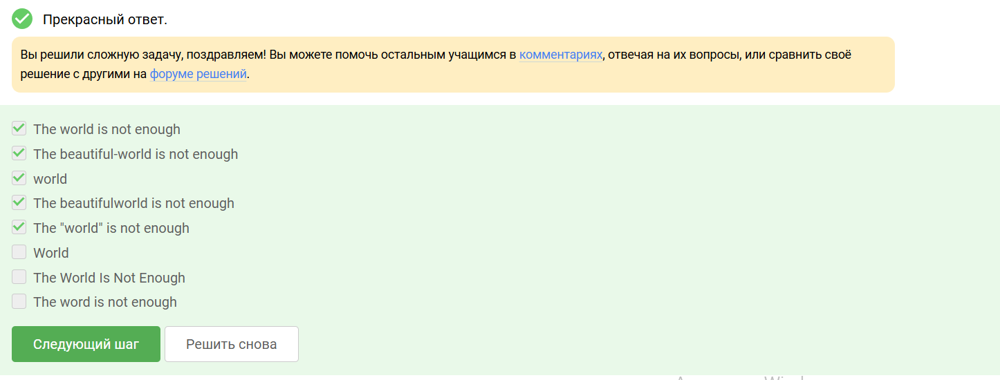 Прекрасный ответ.
Вы решили сложную задачу, поздравляем! Вы можете помочь остальным учащимся в комментариях, отвечая на их вопросы, или сравнить своё
решение с другими на форуме решений.
The world is not enough
The beautiful-world is not enough
world
The beautifulworld is not enough
The "world" is not enough
World
The World Is Not Enough
The word is not enough
Следующий шаг Решить снова